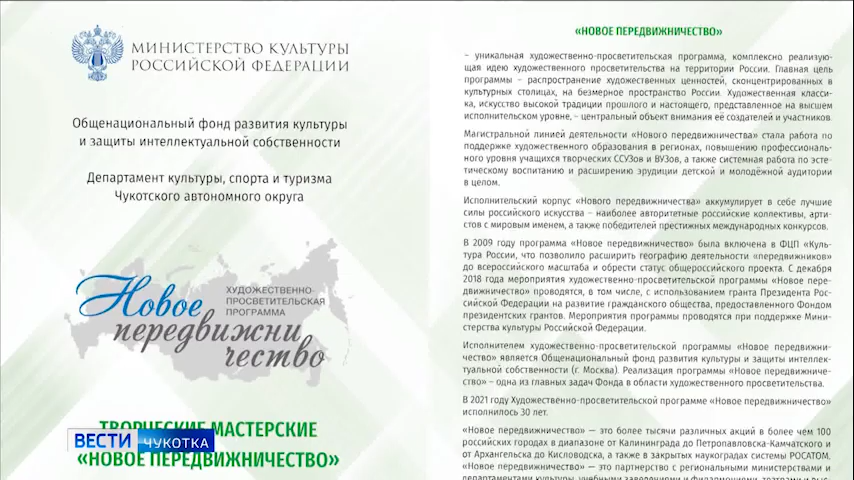 МИНИСТЕРСТВО КУЛЬТУРЫ
РОССИЙСКОЙ ФЕДЕРАЦИИ
Общенациональный фонд развития культуры
и защиты интеллектуальной собственности
Департамент культуры, спорта и туризма
Чукотского автономного округа
Новое
передвижни
чество
ХУДОЖЕСТВЕННО-
ПРОСВЕТИТЕЛЬСКАЯ
ПРОГРАММА
ТВОРЧЕСКИЕ МАСТЕРСКИЕ
«НОВОЕ ПЕРЕДВИЖНИЧЕСТВО»
ВЕСТИ ЧУКОТКА
«НОВОЕ ПЕРЕДВИЖНИЧЕСТВО»
– уникальная художественно-просветительская программа, комплексно реализую-
щая идею художественного просветительства на территории России. Главная цель
программы – распространение художественных ценностей, сконцентрированных в
культурных столицах, на безмерное пространство России. Художественная класси-
ка, искусство высокой традиции прошлого и настоящего, представленное на высшем
исполнительском уровне, – центральный объект внимания её создателей и участников.
Магистральной линией деятельности «Нового передвижничества» стала работа по
поддержке художественного образования в регионах, повышению профессиональ-
ного уровня учащихся творческих ССУЗов и ВУЗов, а также системная работа по эсте-
тическому воспитанию и расширению эрудиции детской и молодёжной аудитории
в целом.
Исполнительский корпус «Нового передвижничества» аккумулирует в себе лучшие
силы российского искусства – наиболее авторитетные российские коллективы, арти-
стов с мировым именем, а также победителей престижных международных конкурсов.
В 2009 году программа «Новое передвижничество» была включена в ФЦП «Куль-
тура России, что позволило расширить географию деятельности «передвижников»
до всероссийского масштаба и обрести статус общероссийского проекта. С декабря
2018 года мероприятия художественно-просветительской программы «Новое пере-
движничество» проводятся, в том числе, с использованием гранта Президента Рос-
сийской Федерации на развитие гражданского общества, предоставленного Фондом
президентских грантов. Мероприятия программы проводятся при поддержке Мини-
стерства культуры Российской Федерации.
Исполнителем художественно-просветительской программы «Новое передвижни-
чество» является Общенациональный фонд развития культуры и защиты интеллек-
туальной собственности (г. Москва). Реализация программы «Новое передвижниче-
ство» – одна из главных задач Фонда в области художественного просветительства.
В 2021 году Художественно-просветительской программе «Новое передвижничество»
исполнилось 30 лет.
«Новое передвижничество» — это более тысячи различных акций в более чем 100
российских городах в диапазоне от Калининграда до Петропавловска-Камчатского и
от Архангельска до Кисловодска, а также в закрытых наукоградах системы РОСАТОМ.
«Новое передвижничество» — это партнерство с региональными министерствами и